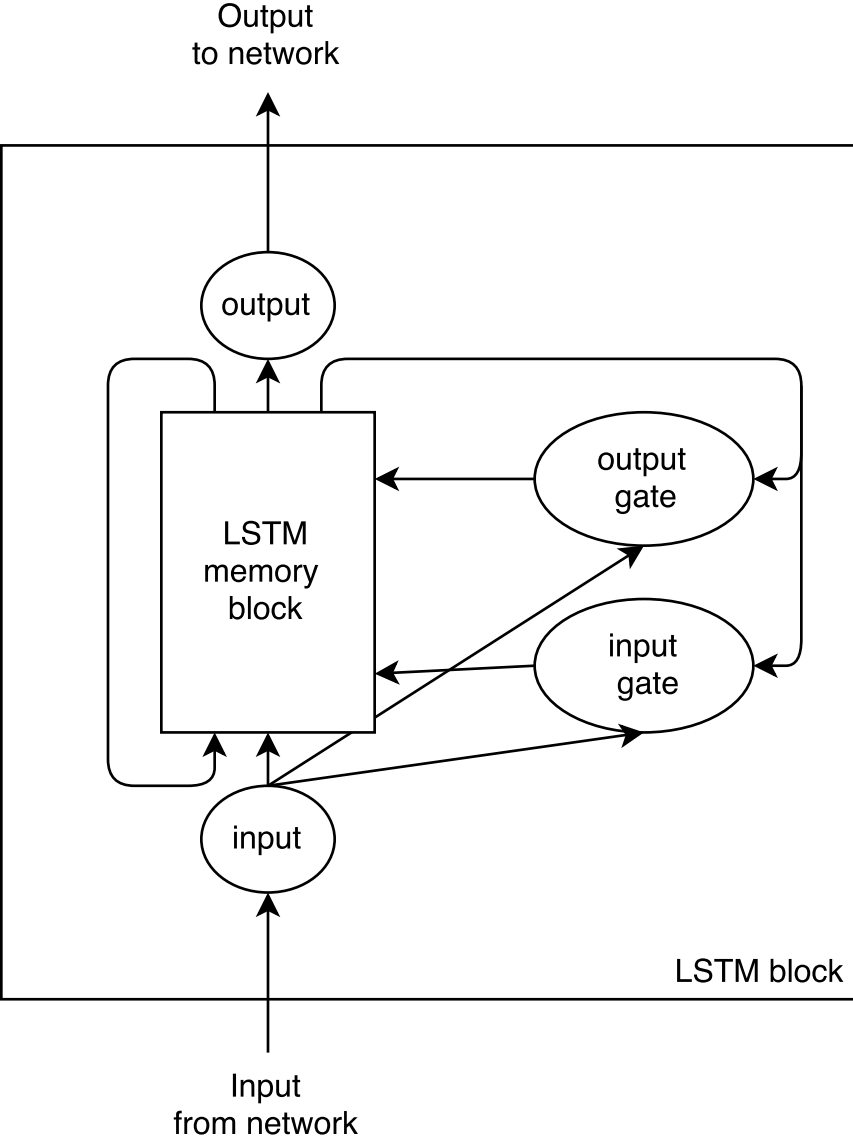 Output
to network
output
output
gate
LSTM
memory
block
input
gate
input
LSTM block
Input
from network